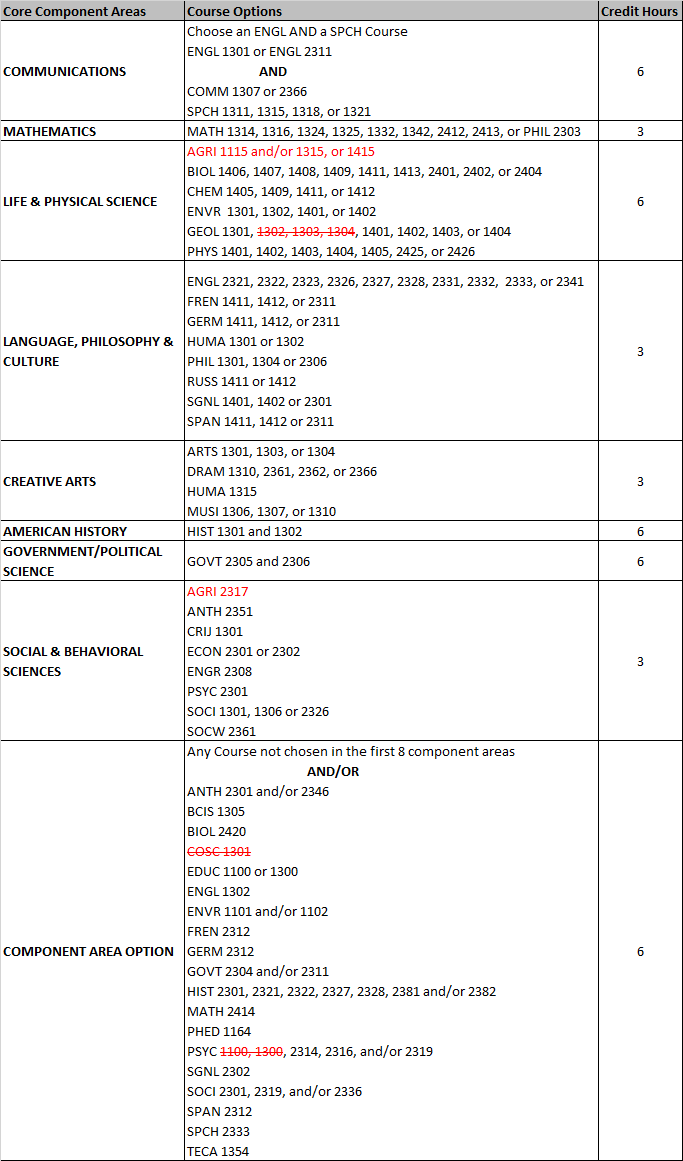 Core Component Areas Course Options Credit Hours
Choose an ENGL AND a SPCH Course
ENGL 1301 or ENGL 2311
COMMUNICATIONS AND 6
COMM 1307 or 2366
SPCH 1311, 1315, 1318, or 1321
MATHEMATICS MATH 1314, 1316, 1324, 1325, 1332, 1342, 2412, 2413, or PHIL 2303 3
AGRI 1115 and/or 1315, or 1415
BIOL 1406, 1407, 1408, 1409, 1411, 1413, 2401, 2402, or 2404
CHEM 1405, 1409, 1411, or 1412
LIFE & PHYSICAL SCIENCE ENVR 1301, 1302, 1401, or 1402 6
GEOL 1301, 1302, 1303, 1304, 1401, 1402, 1403, or 1404
PHYS 1401, 1402, 1403, 1404, 1405, 2425, or 2426
ENGL 2321, 2322, 2323, 2326, 2327, 2328, 2331, 2332, 2333, or 2341
FREN 1411, 1412, or 2311
GERM 1411, 1412, or 2311
LANGUAGE, PHILOSOPHY & HUMA 1301 or 1302
CULTURE PHIL 1301, 1304 or 2306 3
RUSS 1411 or 1412
SGNL 1401, 1402 or 2301
SPAN 1411, 1412 or 2311
ARTS 1301, 1303, or 1304
DRAM 1310, 2361, 2362, or 2366
CREATIVE ARTS 3
HUMA 1315
MUSI 1306, 1307, or 1310
AMERICAN HISTORY HIST 1301 and 1302 6
GOVERNMENT/POLITICAL
SCIENCE GOVT 2305 and 2306 6
AGRI 2317
ANTH 2351
CRIJ 1301
SOCIAL & BEHAVIORAL ECON 2301 or 2302
SCIENCES ENGR 2308 3
PSYC 2301
SOCI 1301, 1306 or 2326
SOCW 2361
Any Course not chosen in the first 8 component areas
AND/OR
ANTH 2301 and/or 2346
BCIS 1305
BIOL 2420
COSC 1301
EDUC 1100 or 1300
ENGL 1302
ENVR 1101 and/or 1102
FREN 2312
COMPONENT AREA OPTION GERM 2312 6
GOVT 2304 and/or 2311
HIST 2301, 2321, 2322, 2327, 2328, 2381 and/or 2382
MATH 2414
PHED 1164
PSYC 1100, 1300, 2314, 2316, and/or 2319
SGNL 2302
SOCI 2301, 2319, and/or 2336
SPAN 2312
SPCH 2333
TECA 1354